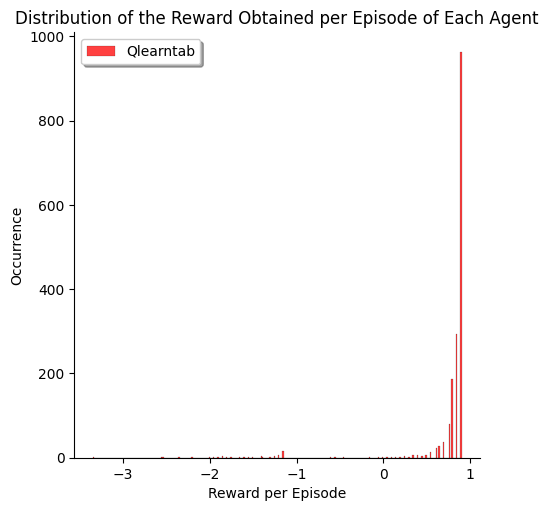 Distribution of the Reward Obtained per Episode of Each Agent
Qlearntab
1000
800
600
400
200
0
Occurrence
−3
−2
−1
0
1
Reward per Episode